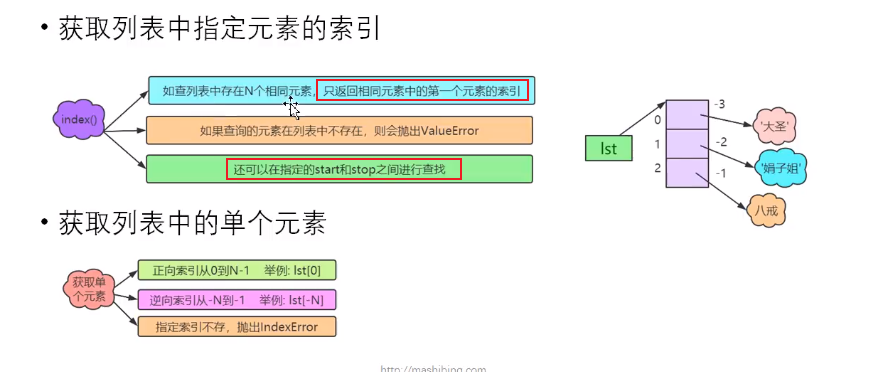 • 获取列表中指定元素的索引
如查列表中存在N个相同元素，只返回相同元素中的第一个元素的索引
index()
如果查询的元素在列表中不存在，则会抛出ValueError
还可以在指定的start和stop之间进行查找
lst
0
1
2
-3
-2
-1
'大圣'
'娟子姐'
八戒
• 获取列表中的单个元素
获取单
个元素
正向索引从0到N-1 举例: lst[0]
逆向索引从-N到-1 举例: lst[-N]
指定索引不存，抛出IndexError
http://mashibing.com